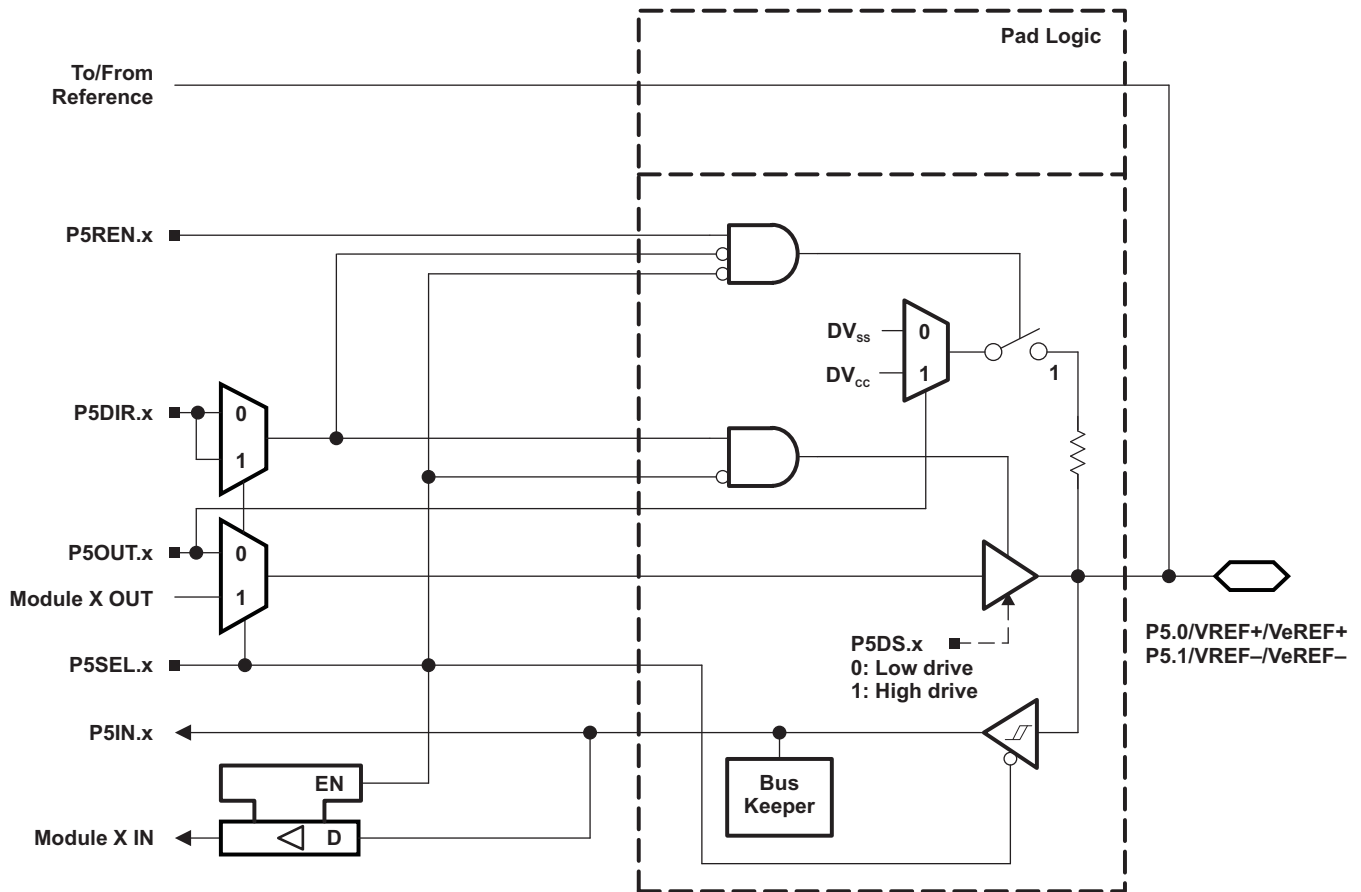 Pad Logic
To/From
Reference
P5REN.x
DVSS
0
DVCC
1
1
P5DIR.x
0
1
P5OUT.x
0
Module X OUT
1
P5DS.x
0: Low drive
1: High drive
P5.0/VREF+/VeREF+
P5.1/VREF–/VeREF–
P5SEL.x
P5IN.x
EN
Bus
Keeper
Module X IN
D